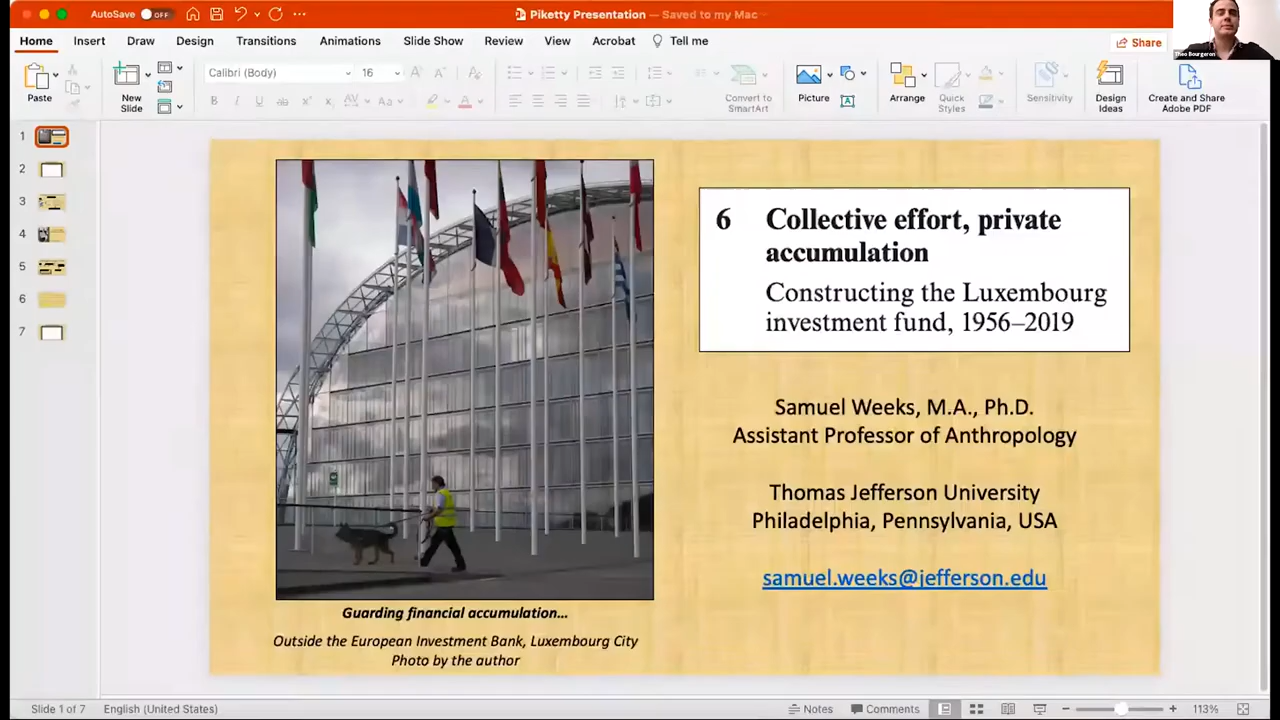 AutoSave OFF
Piketty Presentation — Saved to my Mac
Home Insert Draw Design Transitions Animations Slide Show Review View Acrobat Tell me
Share
Theo Bourgeron
Paste
New
Slide
Calibri (Body) 16
Convert to
SmartArt
Picture
Arrange
Quick
Styles
Sensitivity
Design
Ideas
Create and Share
Adobe PDF
1
2
3
4
5
6
7
6 Collective effort, private
accumulation
Constructing the Luxembourg
investment fund, 1956–2019
Samuel Weeks, M.A., Ph.D.
Assistant Professor of Anthropology
Thomas Jefferson University
Philadelphia, Pennsylvania, USA
samuel.weeks@jefferson.edu
Guarding financial accumulation…
Outside the European Investment Bank, Luxembourg City
Photo by the author
Slide 1 of 7 English (United States)
Notes Comments 113%